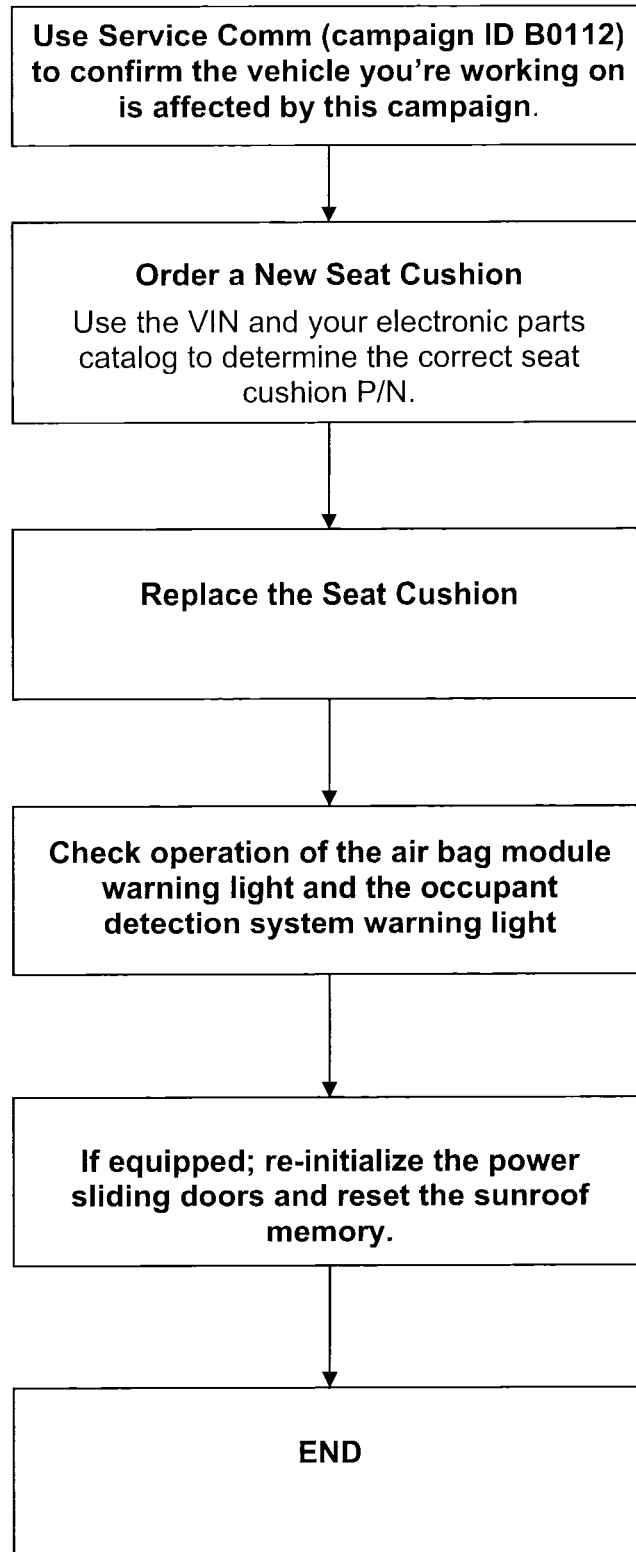 Use Service Comm (campaign ID B0112)
to confirm the vehicle you're working on
is affected by this campaign.
Order a New Seat Cushion
Use the VIN and your electronic parts
catalog to determine the correct seat
cushion P/N.
Replace the Seat Cushion
Check operation of the air bag module
warning light and the occupant
detection system warning light
If equipped; re-initialize the power
sliding doors and reset the sunroof
memory.
END